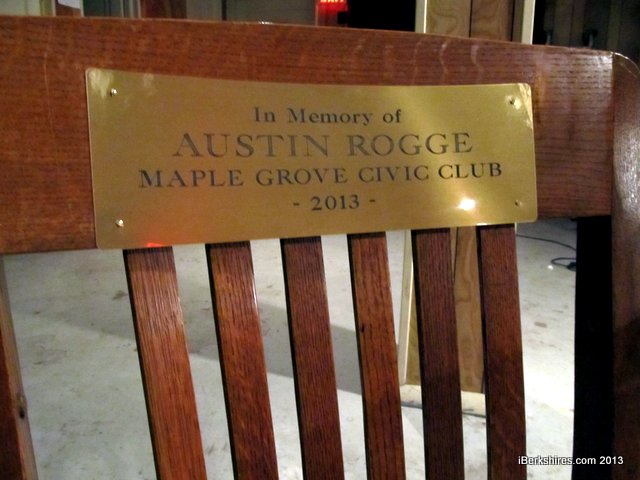 In Memory of
AUSTIN ROGGE
MAPLE GROVE CIVIC CLUB
- 2013 -
iBerkshires.com 2013